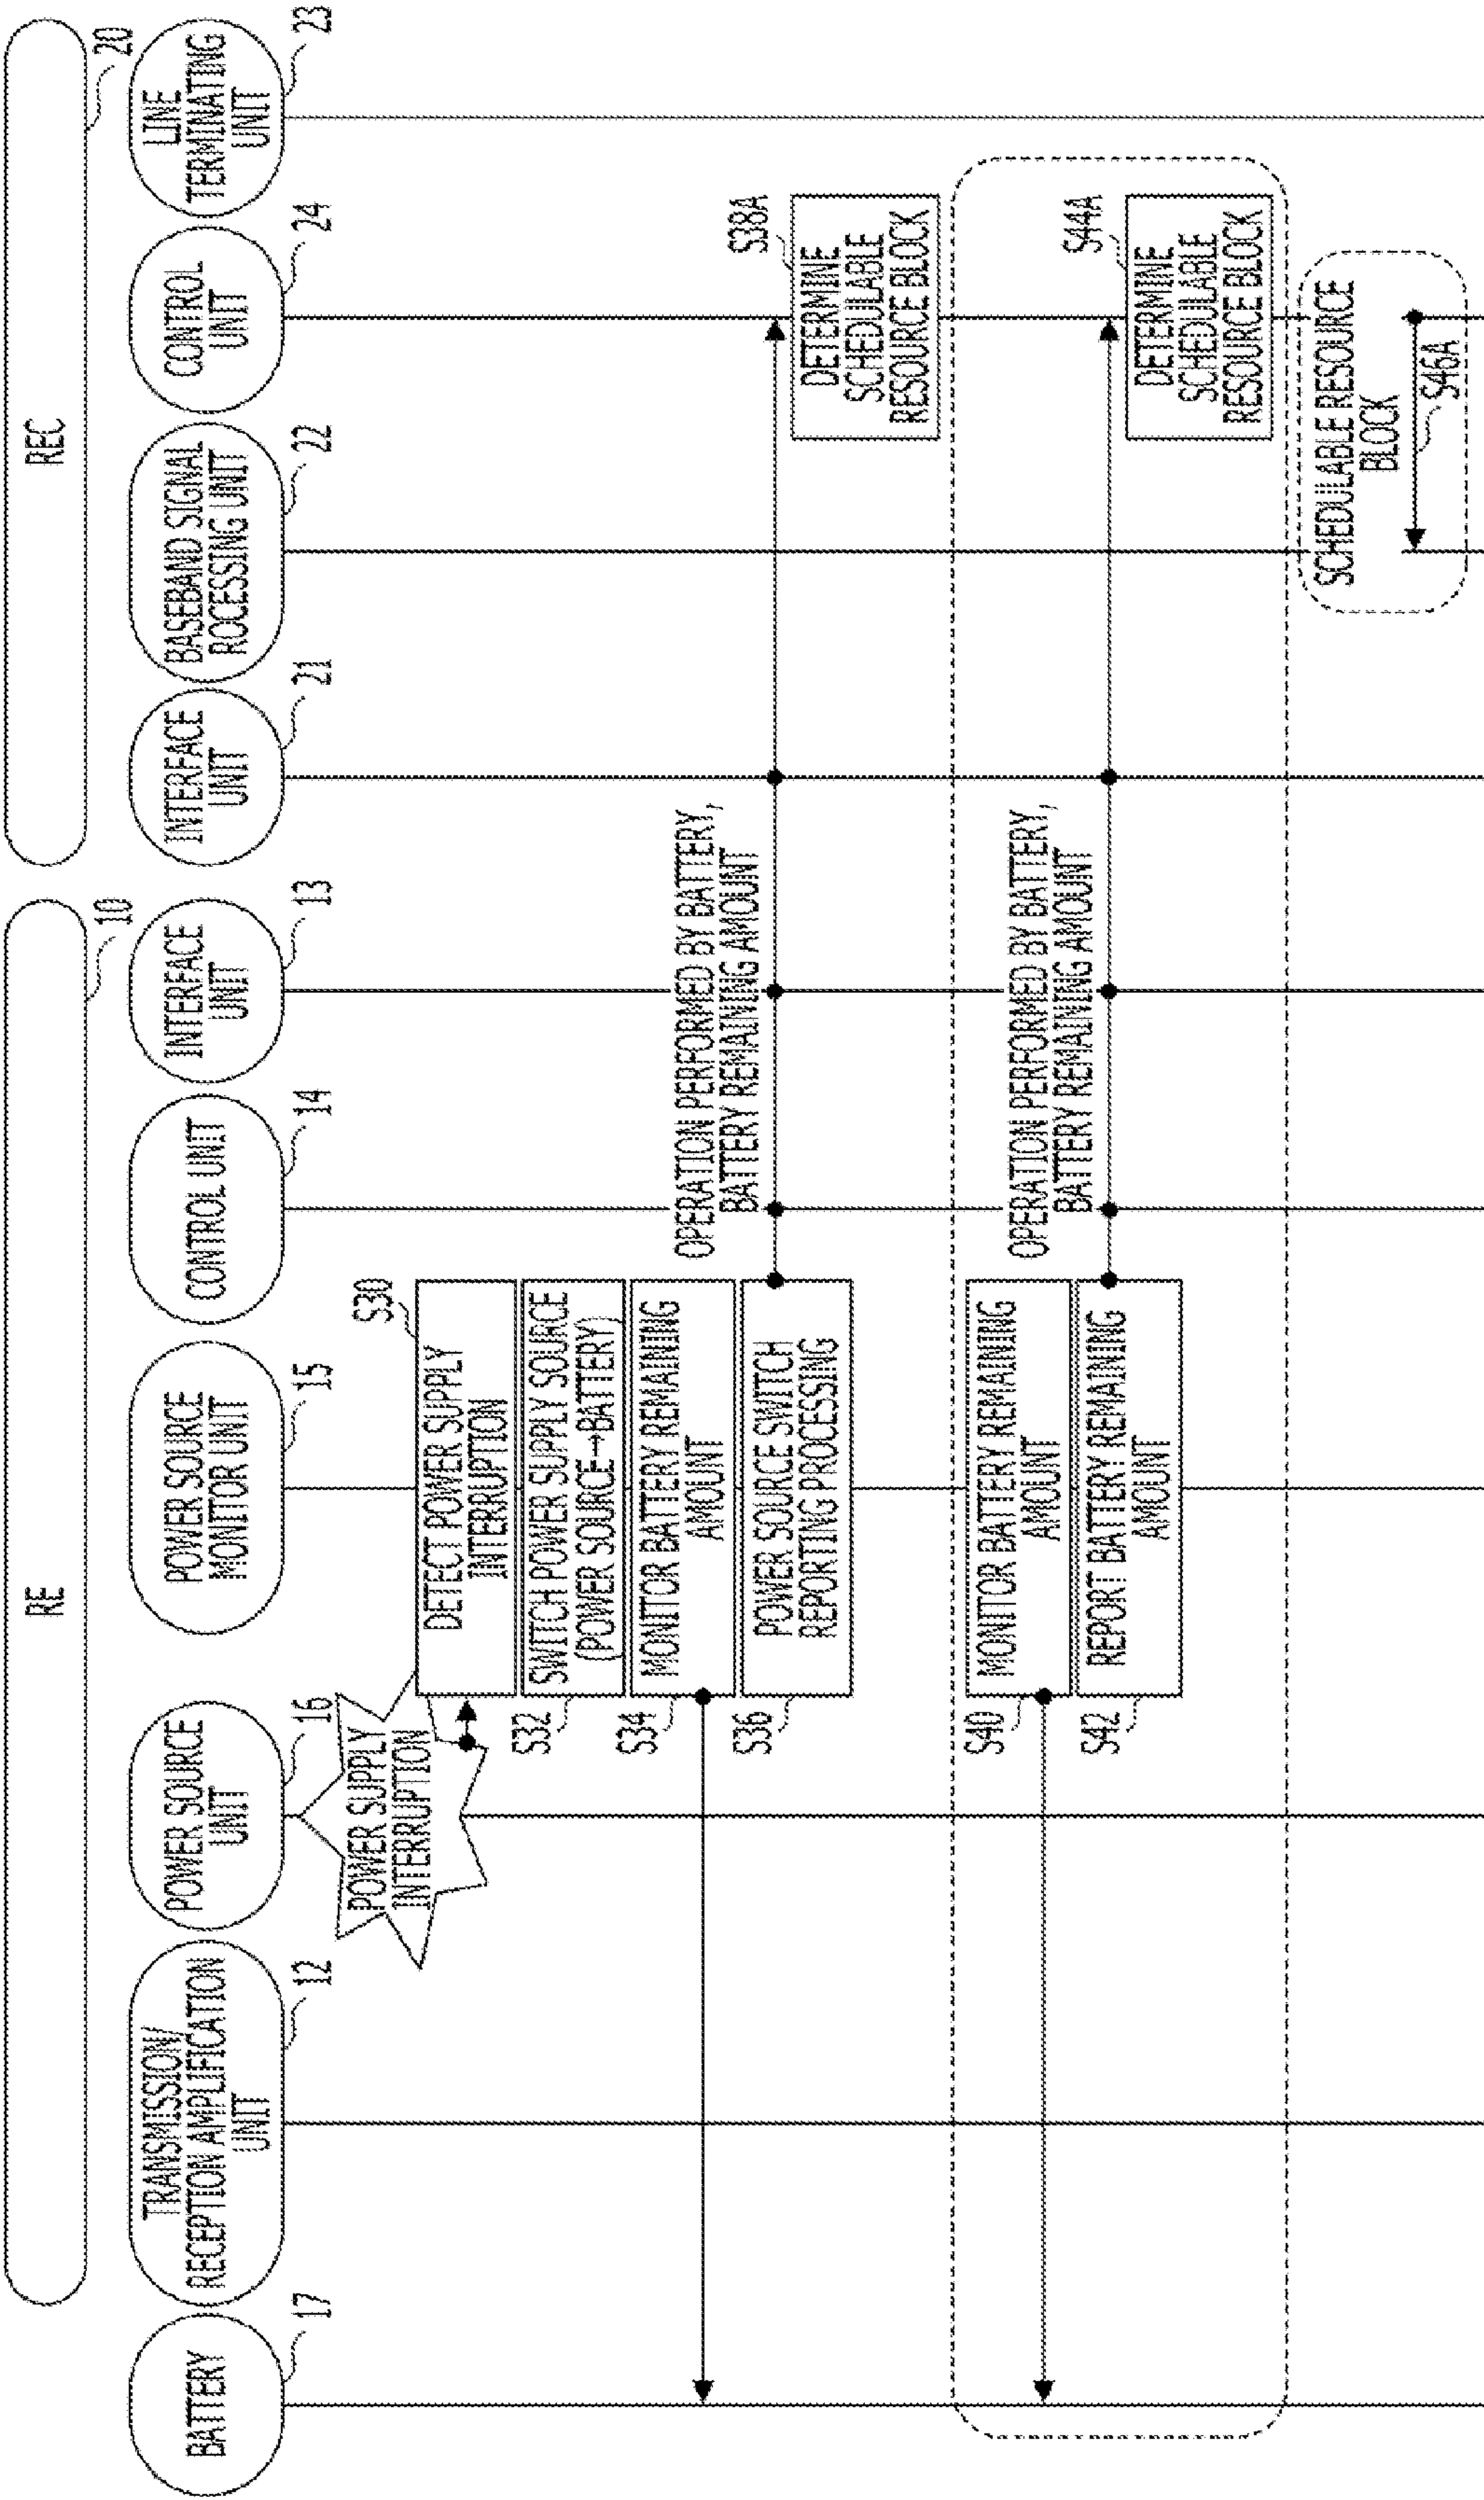 RE
10
REC
20
BATTERY
17
TRANSMISSION/
RECEPTION AMPLIFICATION
UNIT
12
POWER SOURCE
UNIT
16
POWER SOURCE
MONITOR UNIT
15
CONTROL UNIT
14
INTERFACE
UNIT
13
INTERFACE
UNIT
21
BASEBAND SIGNAL
ROCESSING UNIT
22
CONTROL
UNIT
24
LINE
TERMINATING
UNIT
23
POWER SUPPLY
INTERRUPTION
S30
DETECT POWER SUPPLY
INTERRUPTION
S32
SWITCH POWER SUPPLY SOURCE
(POWER SOURCE→BATTERY)
S34
MONITOR BATTERY REMAINING
AMOUNT
S36
POWER SOURCE SWITCH
REPORTING PROCESSING
OPERATION PERFORMED BY BATTERY,
BATTERY REMAINING AMOUNT
S38A
DETERMINE
SCHEDULABLE
RESOURCE BLOCK
S40
MONITOR BATTERY REMAINING
AMOUNT
S42
REPORT BATTERY REMAINING
AMOUNT
OPERATION PERFORMED BY BATTERY,
BATTERY REMAINING AMOUNT
S44A
DETERMINE
SCHEDULABLE
RESOURCE BLOCK
SCHEDULABLE RESOURCE
BLOCK
S46A